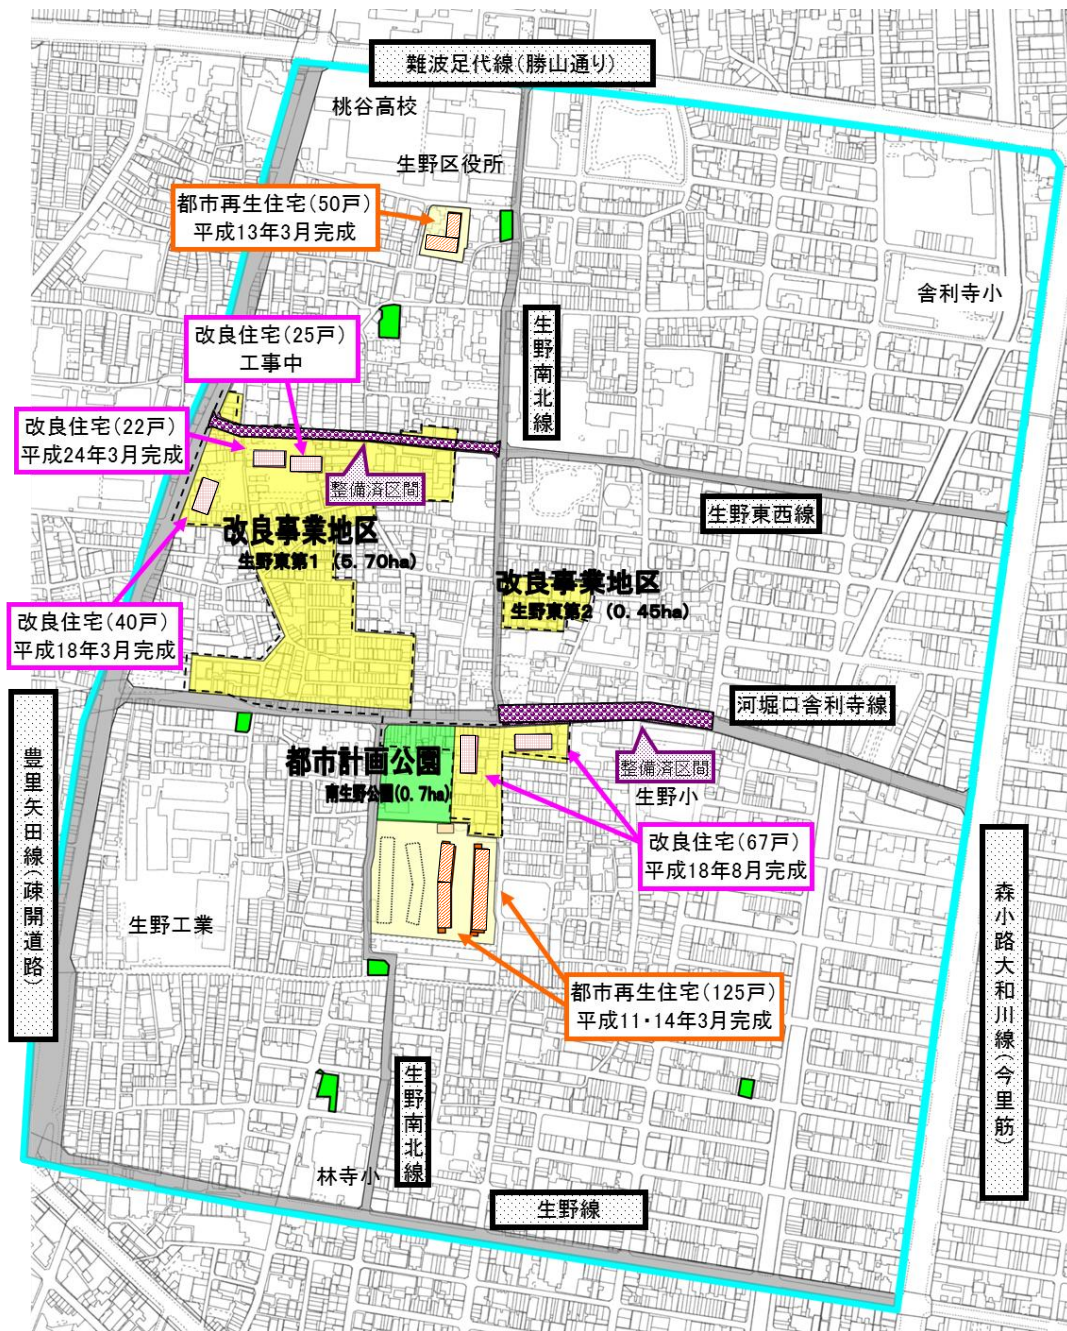 難波足代線(勝山通り)
桃谷高校
生野区役所
都市再生住宅(50戸)
平成13年3月完成
舎利寺小
改良住宅(25戸)
工事中
生野南北線
改良住宅(22戸)
平成24年3月完成
整備済区間
生野東西線
改良事業地区
生野東第1 (5.70ha)
改良事業地区
生野東第2 (0.45ha)
改良住宅(40戸)
平成18年3月完成
河堀口舎利寺線
豊里矢田線(疎開道路)
都市計画公園
南生野公園(0.7ha)
整備済区間
生野小
改良住宅(67戸)
平成18年8月完成
森小路大和川線(今里筋)
生野工業
都市再生住宅(125戸)
平成11・14年3月完成
生野南北線
林寺小
生野線